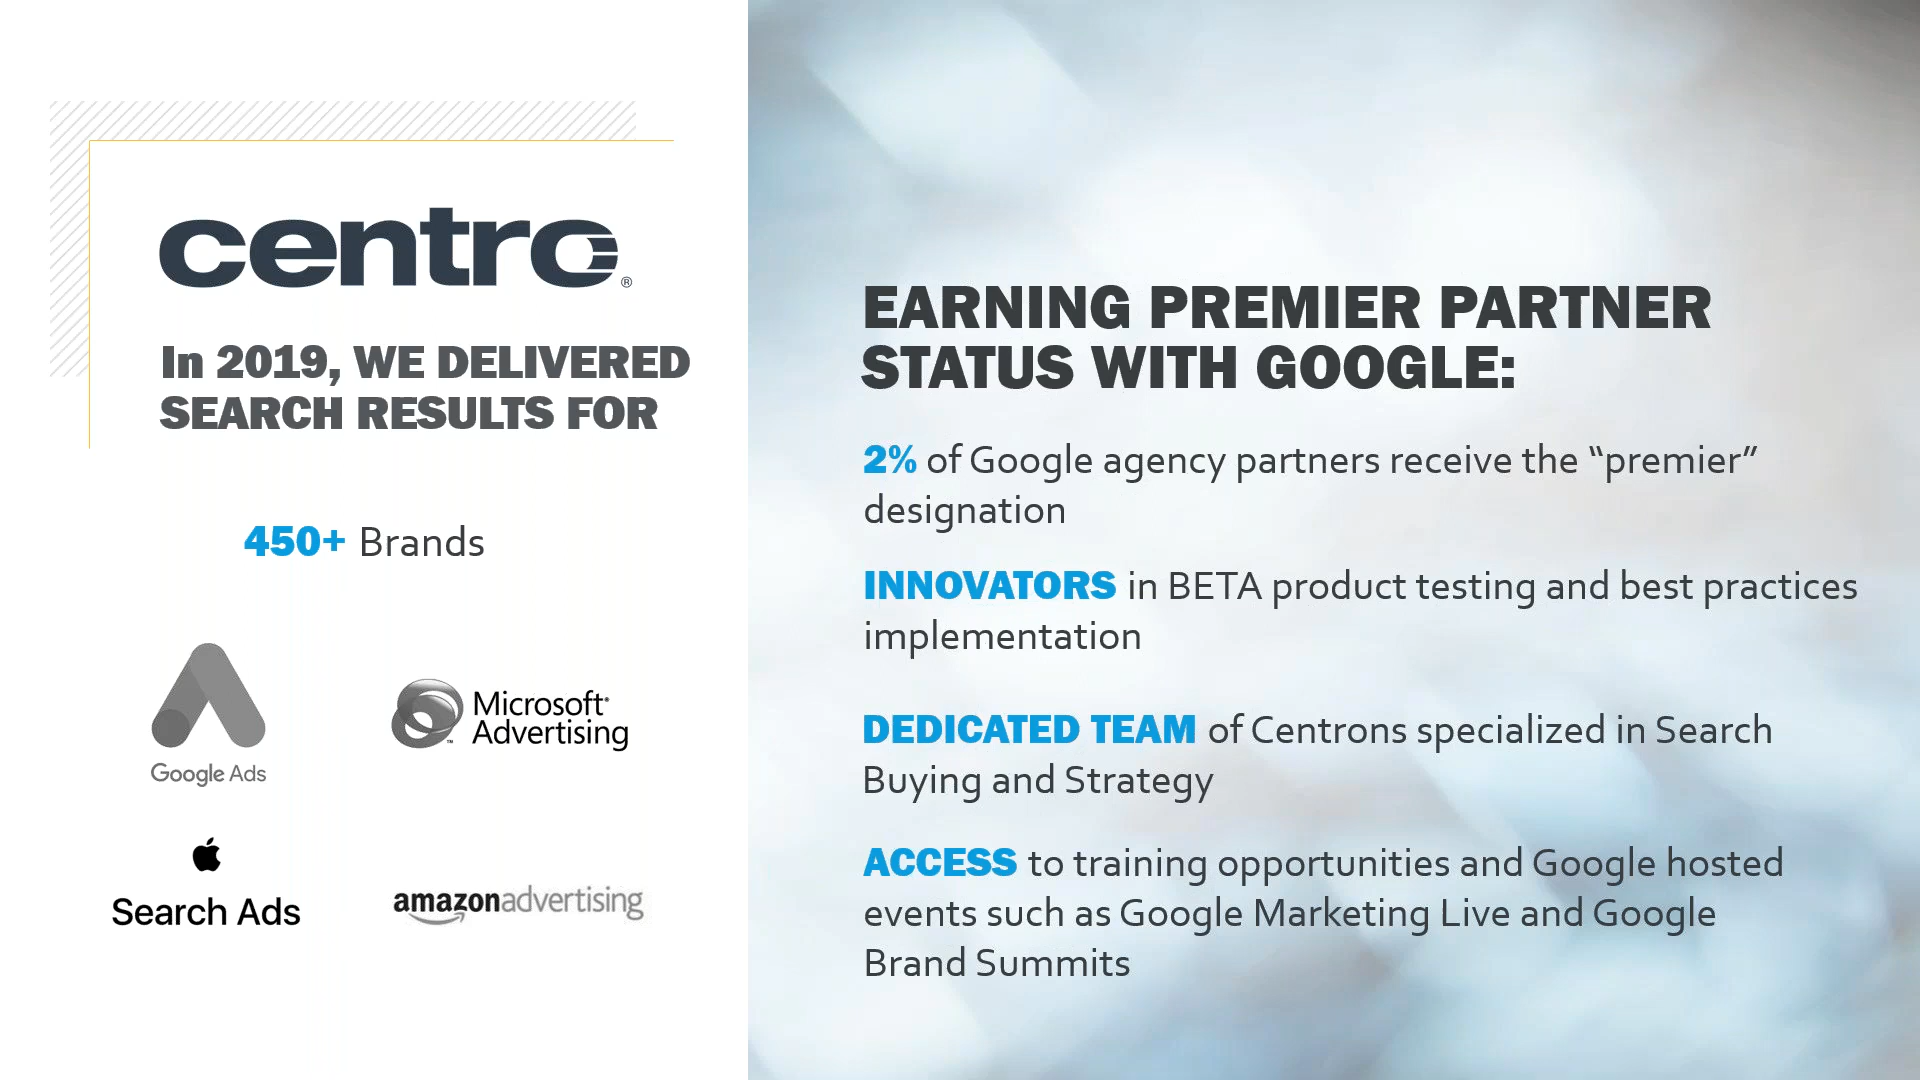 centro®
In 2019, WE DELIVERED
SEARCH RESULTS FOR
450+ Brands
Google Ads
Microsoft®
Advertising™
Search Ads
amazonadvertising
EARNING PREMIER PARTNER
STATUS WITH GOOGLE:
2% of Google agency partners receive the “premier”
designation
INNOVATORS in BETA product testing and best practices
implementation
DEDICATED TEAM of Centrons specialized in Search
Buying and Strategy
ACCESS to training opportunities and Google hosted
events such as Google Marketing Live and Google
Brand Summits